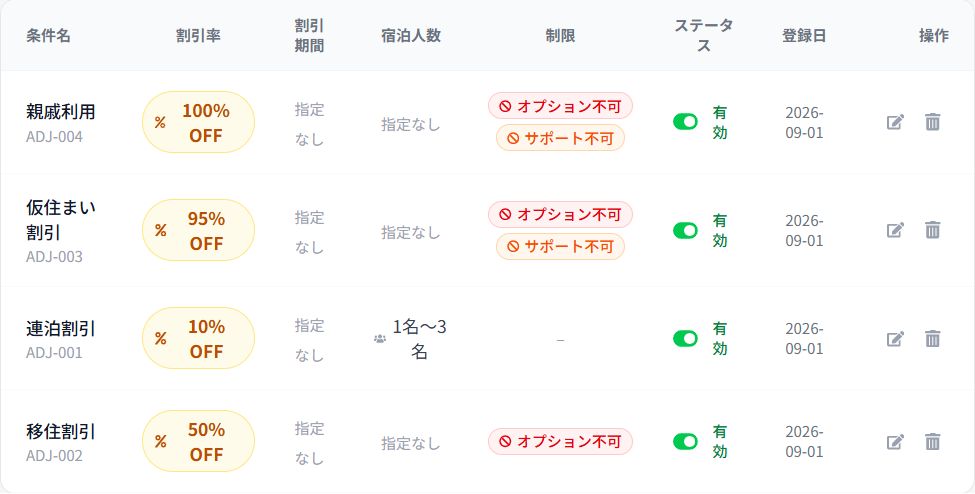 条件名 割引率 割引 宿泊人数 制限 ステータ 登録日 操作
期間 ス
親戚利用
ADJ-004
%
100%
OFF
指定
なし
指定なし
オプション不可
サポート不可
有
効
2026-
09-01
仮住まい
割引
ADJ-003
%
95%
OFF
指定
なし
指定なし
オプション不可
サポート不可
有
効
2026-
09-01
連泊割引
ADJ-001
%
10%
OFF
指定
なし
1名〜3
名
–
有
効
2026-
09-01
移住割引
ADJ-002
%
50%
OFF
指定
なし
指定なし
オプション不可
有
効
2026-
09-01